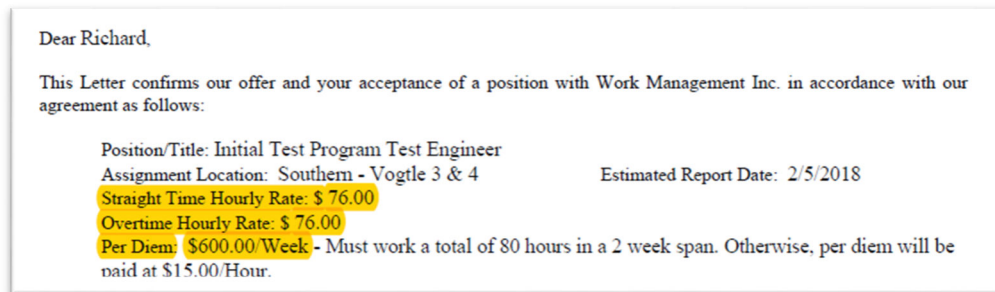 Dear Richard,
This Letter confirms our offer and your acceptance of a position with Work Management Inc. in accordance with our
agreement as follows:
Position/Title: Initial Test Program Test Engineer
Assignment Location: Southern - Vogtle 3 & 4 Estimated Report Date: 2/5/2018
Straight Time Hourly Rate: $ 76.00
Overtime Hourly Rate: $ 76.00
Per Diem: $600.00/Week - Must work a total of 80 hours in a 2 week span. Otherwise, per diem will be
paid at $15.00/Hour.